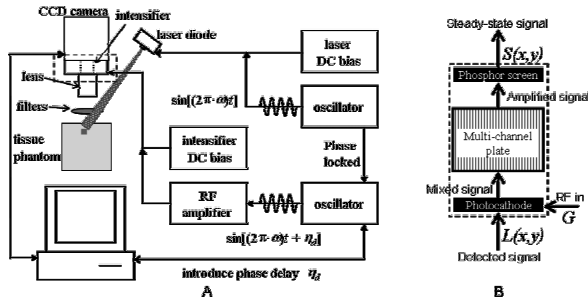 CCD camera
intensifier
laser diode
lens
filters
tissue
phantom
laser
DC bias
sin[(2π·ω)t]
oscillator
Phase
locked
intensifier
DC bias
RF
amplifier
oscillator
sin[(2π·ω)t + η_d]
introduce phase delay η_d
A
Steady-state signal
S(x,y)
Phosphor screen
Amplified signal
Multi-channel
plate
Mixed signal
RF in
Photocathode
G
L(x,y)
Detected signal
B